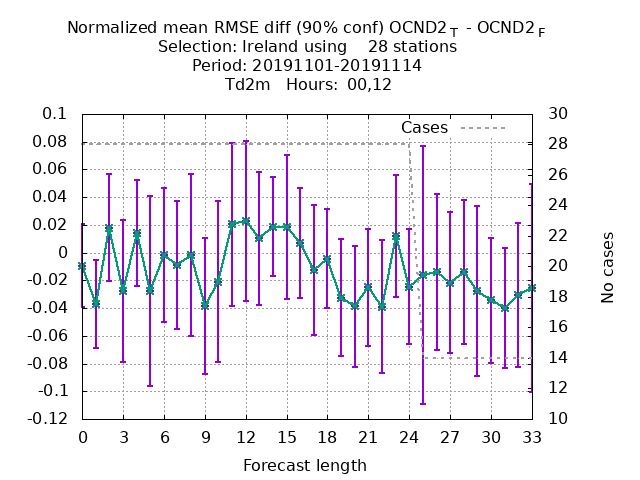 Normalized mean RMSE diff (90% conf) OCND2 T - OCND2 F
Selection: Ireland using 28 stations
Period: 20191101-20191114
Td2m Hours: 00,12
Cases
0.1
0.08
0.06
0.04
0.02
0
-0.02
-0.04
-0.06
-0.08
-0.1
-0.12
30
28
26
24
22
20
18
16
14
12
10
No cases
0 3 6 9 12 15 18 21 24 27 30 33
Forecast length